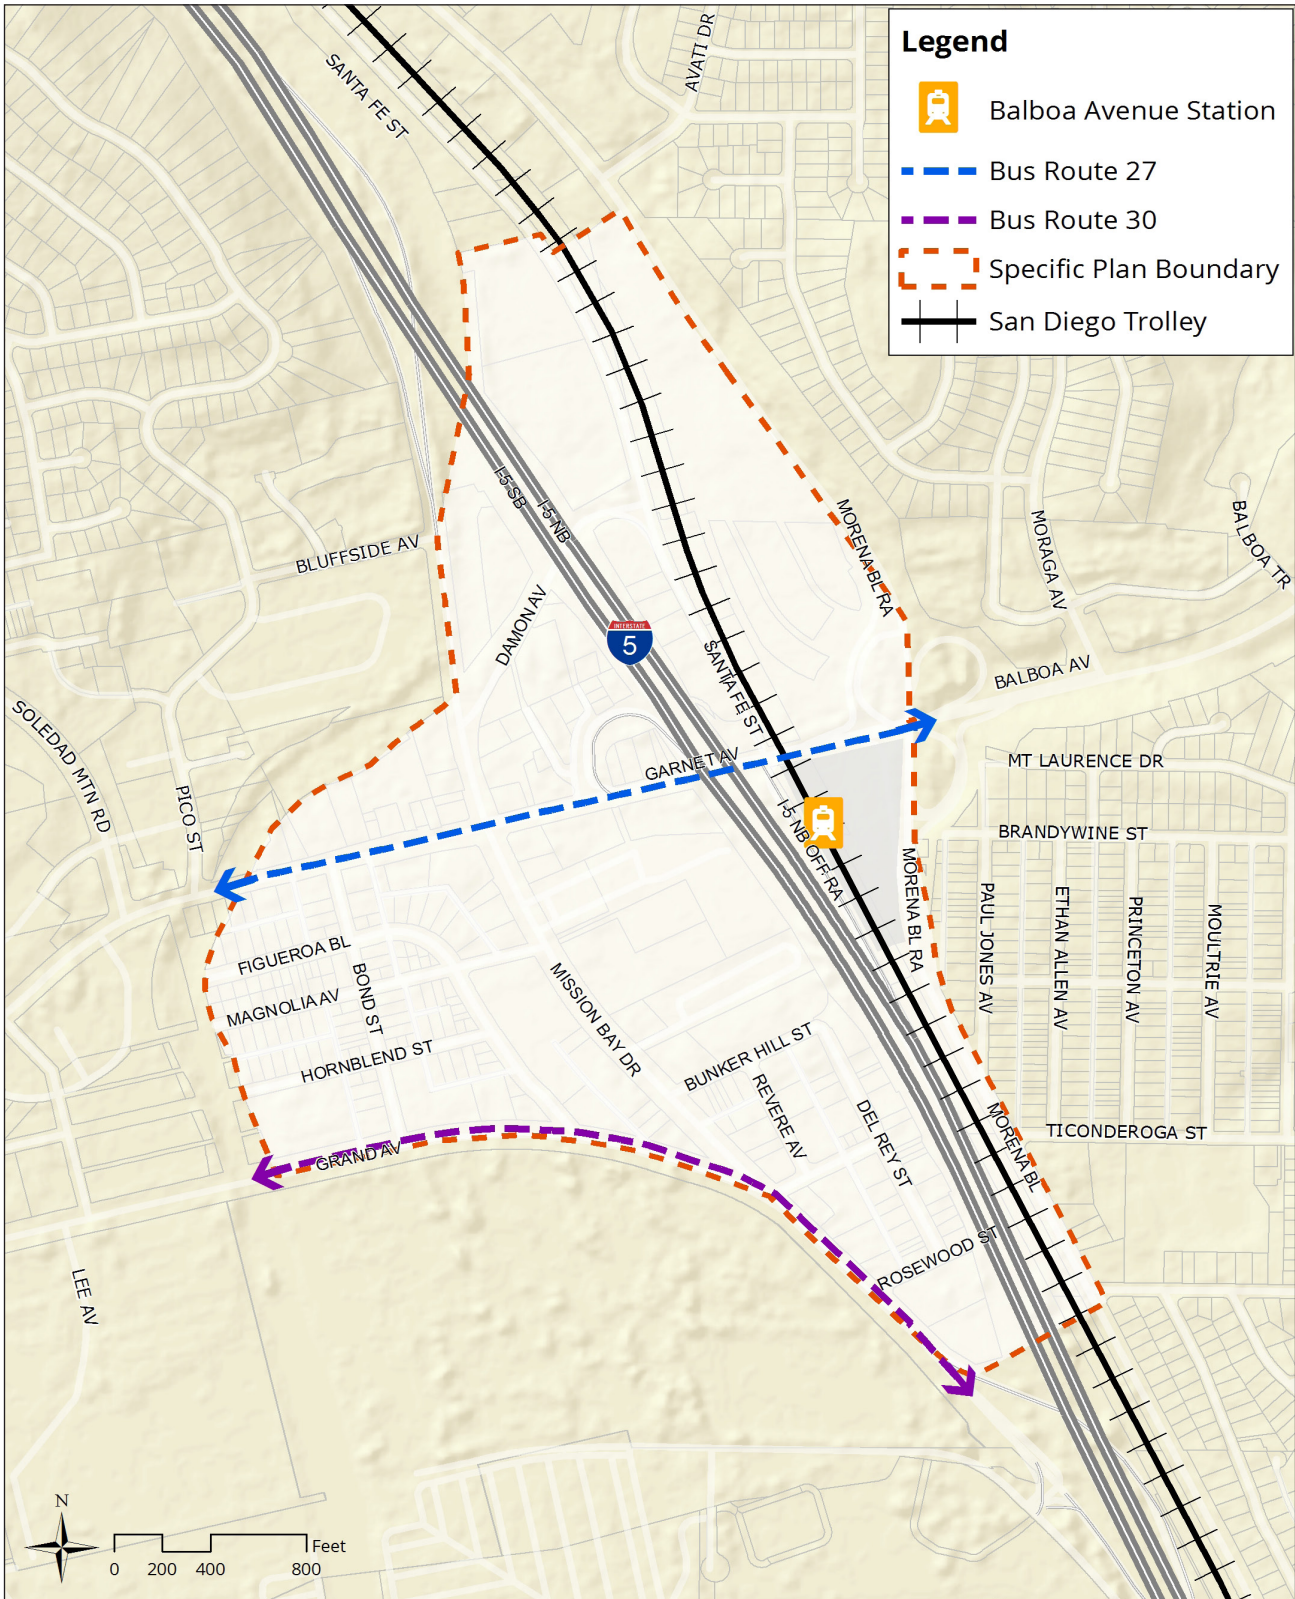 Legend
Balboa Avenue Station
Bus Route 27
Bus Route 30
Specific Plan Boundary
San Diego Trolley
SANTA FE ST
AVATI DR
I-5 SB
I-5 NB
MORENA BL RA
MORAGA AV
BALBOA TR
BLUFFSIDE AV
DAMON AV
INTERSTATE
5
SANTA FE ST
BALBOA AV
SOLEDAD MTN RD
PICO ST
GARNET AV
MT LAURENCE DR
I-5 NB OFF RA
BRANDYWINE ST
MORENA BL RA
PAUL JONES AV
ETHAN ALLEN AV
PRINCETON AV
MOULTRIE AV
FIGUEROA BL
BOND ST
MAGNOLIA AV
MISSION BAY DR
HORNBLEND ST
BUNKER HILL ST
REVERE AV
DEL REY ST
MORENA BL
TICONDEROGA ST
GRAND AV
ROSEWOOD ST
LEE AV
N
Feet
0 200 400 800